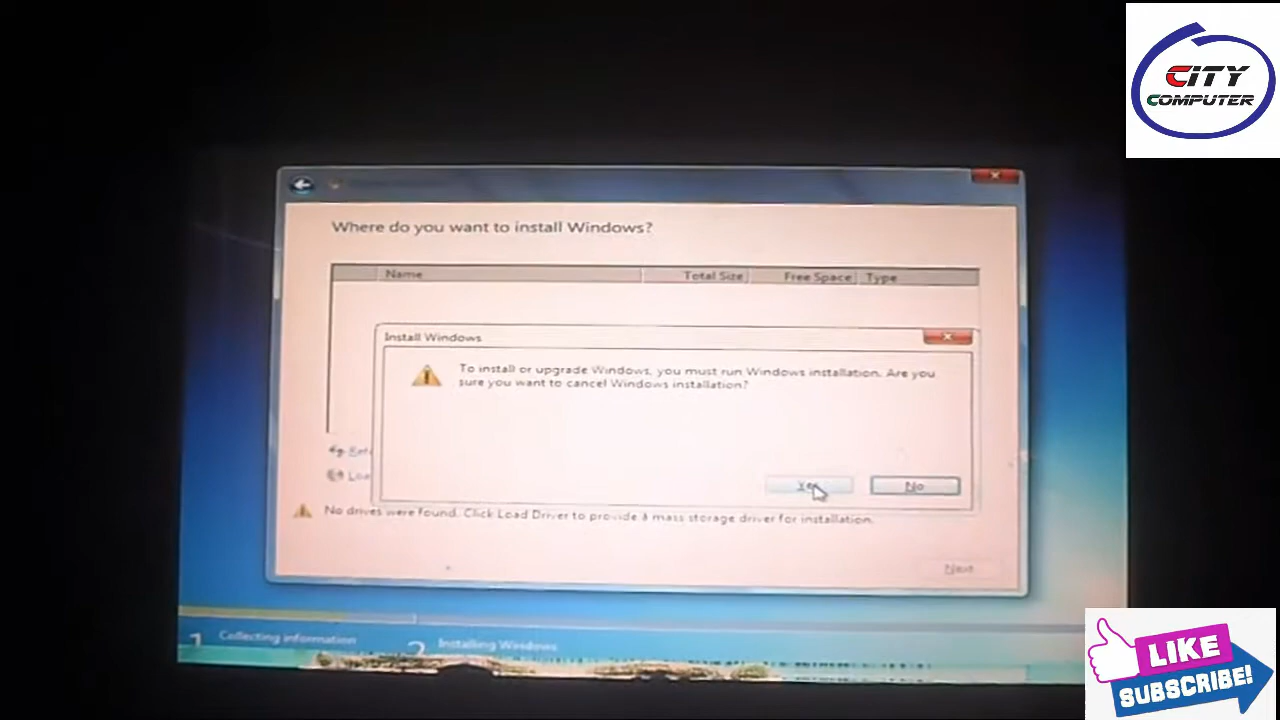 CITY
COMPUTER
Where do you want to install Windows?
Name Total Size Free Space Type
Install Windows
To install or upgrade Windows, you must run Windows installation. Are you
sure you want to cancel Windows installation?
Yes No
No drives were found. Click Load Driver to provide a mass storage driver for installation.
Next
1 Collecting information 2 Installing Windows
LIKE
SUBSCRIBE!